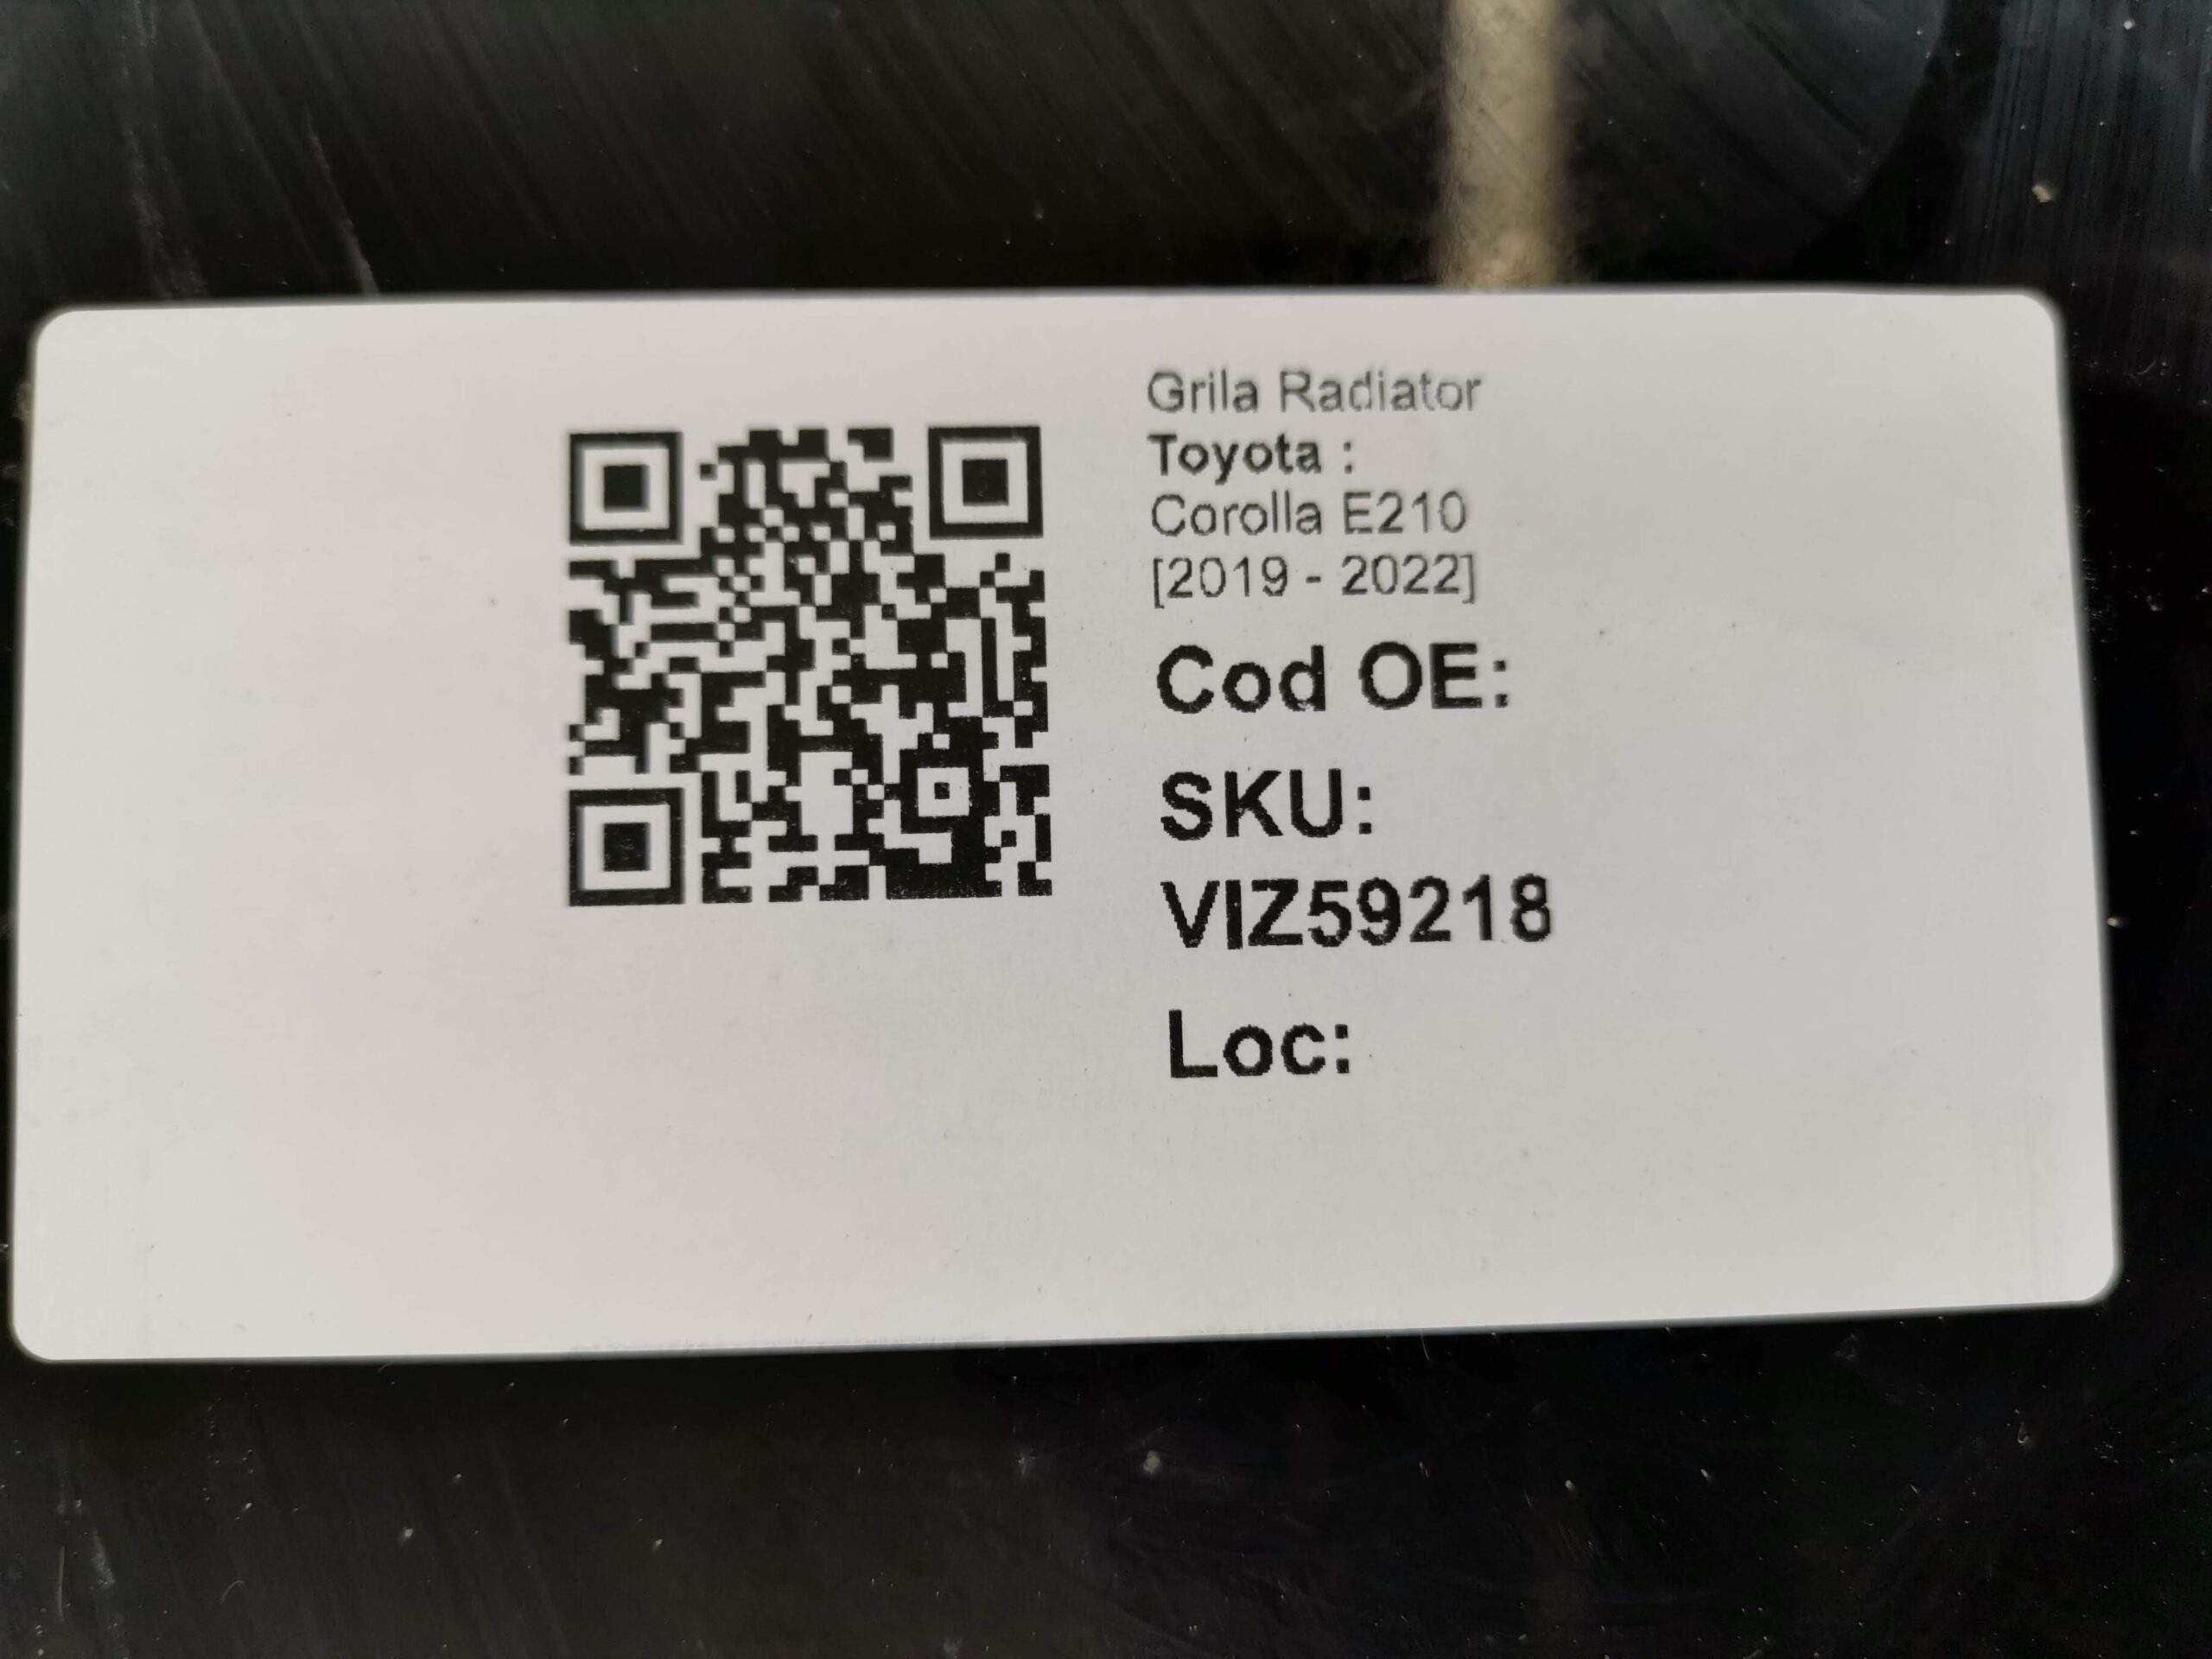 Grila Radiator
Toyota :
Corolla E210
[2019 - 2022]
Cod OE:
SKU:
VIZ59218
Loc: